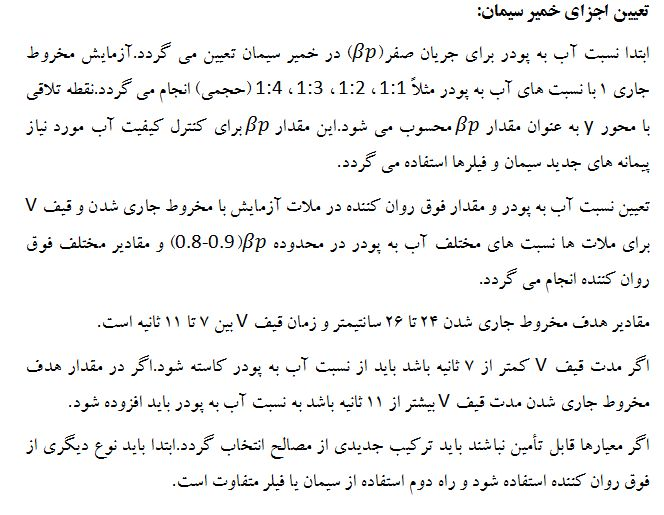 تعیین اجزای خمیر سیمان:
ابتدا نسبت آب به پودر برای جریان صفر(βp) در خمیر سیمان تعیین می گردد.آزمایش مخروط
جاری ۱ با نسبت های آب به پودر مثلاً 1:1 ، 1:2 ، 1:3 ، 1:4 (حجمی) انجام می گردد.نقطه تلاقی
با محور y به عنوان مقدار βp محسوب می شود.این مقدار βp برای کنترل کیفیت آب مورد نیاز
پیمانه های جدید سیمان و فیلرها استفاده می گردد.
تعیین نسبت آب به پودر و مقدار فوق روان کننده در ملات آزمایش با مخروط جاری شدن و قیف V
برای ملات ها نسبت های مختلف آب به پودر در محدوده βp(0.8-0.9) و مقادیر مختلف فوق
روان کننده انجام می گردد.
مقادیر هدف مخروط جاری شدن ۲۴ تا ۲۶ سانتیمتر و زمان قیف V بین ۷ تا ۱۱ ثانیه است.
اگر مدت قیف V کمتر از ۷ ثانیه باشد باید از نسبت آب به پودر کاسته شود.اگر در مقدار هدف
مخروط جاری شدن مدت قیف V بیشتر از ۱۱ ثانیه باشد به نسبت آب به پودر باید افزوده شود.
اگر معیارها قابل تأمین نباشند باید ترکیب جدیدی از مصالح انتخاب گردد.ابتدا باید نوع دیگری از
فوق روان کننده استفاده شود و راه دوم استفاده از سیمان یا فیلر متفاوت است.